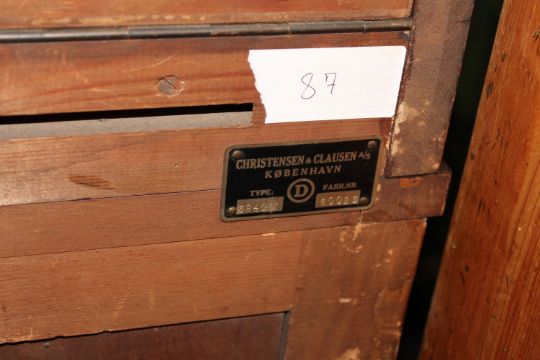 87
CHRISTENSEN & CLAUSEN A/S
KØBENHAVN
TYPE: D FABR.NR.